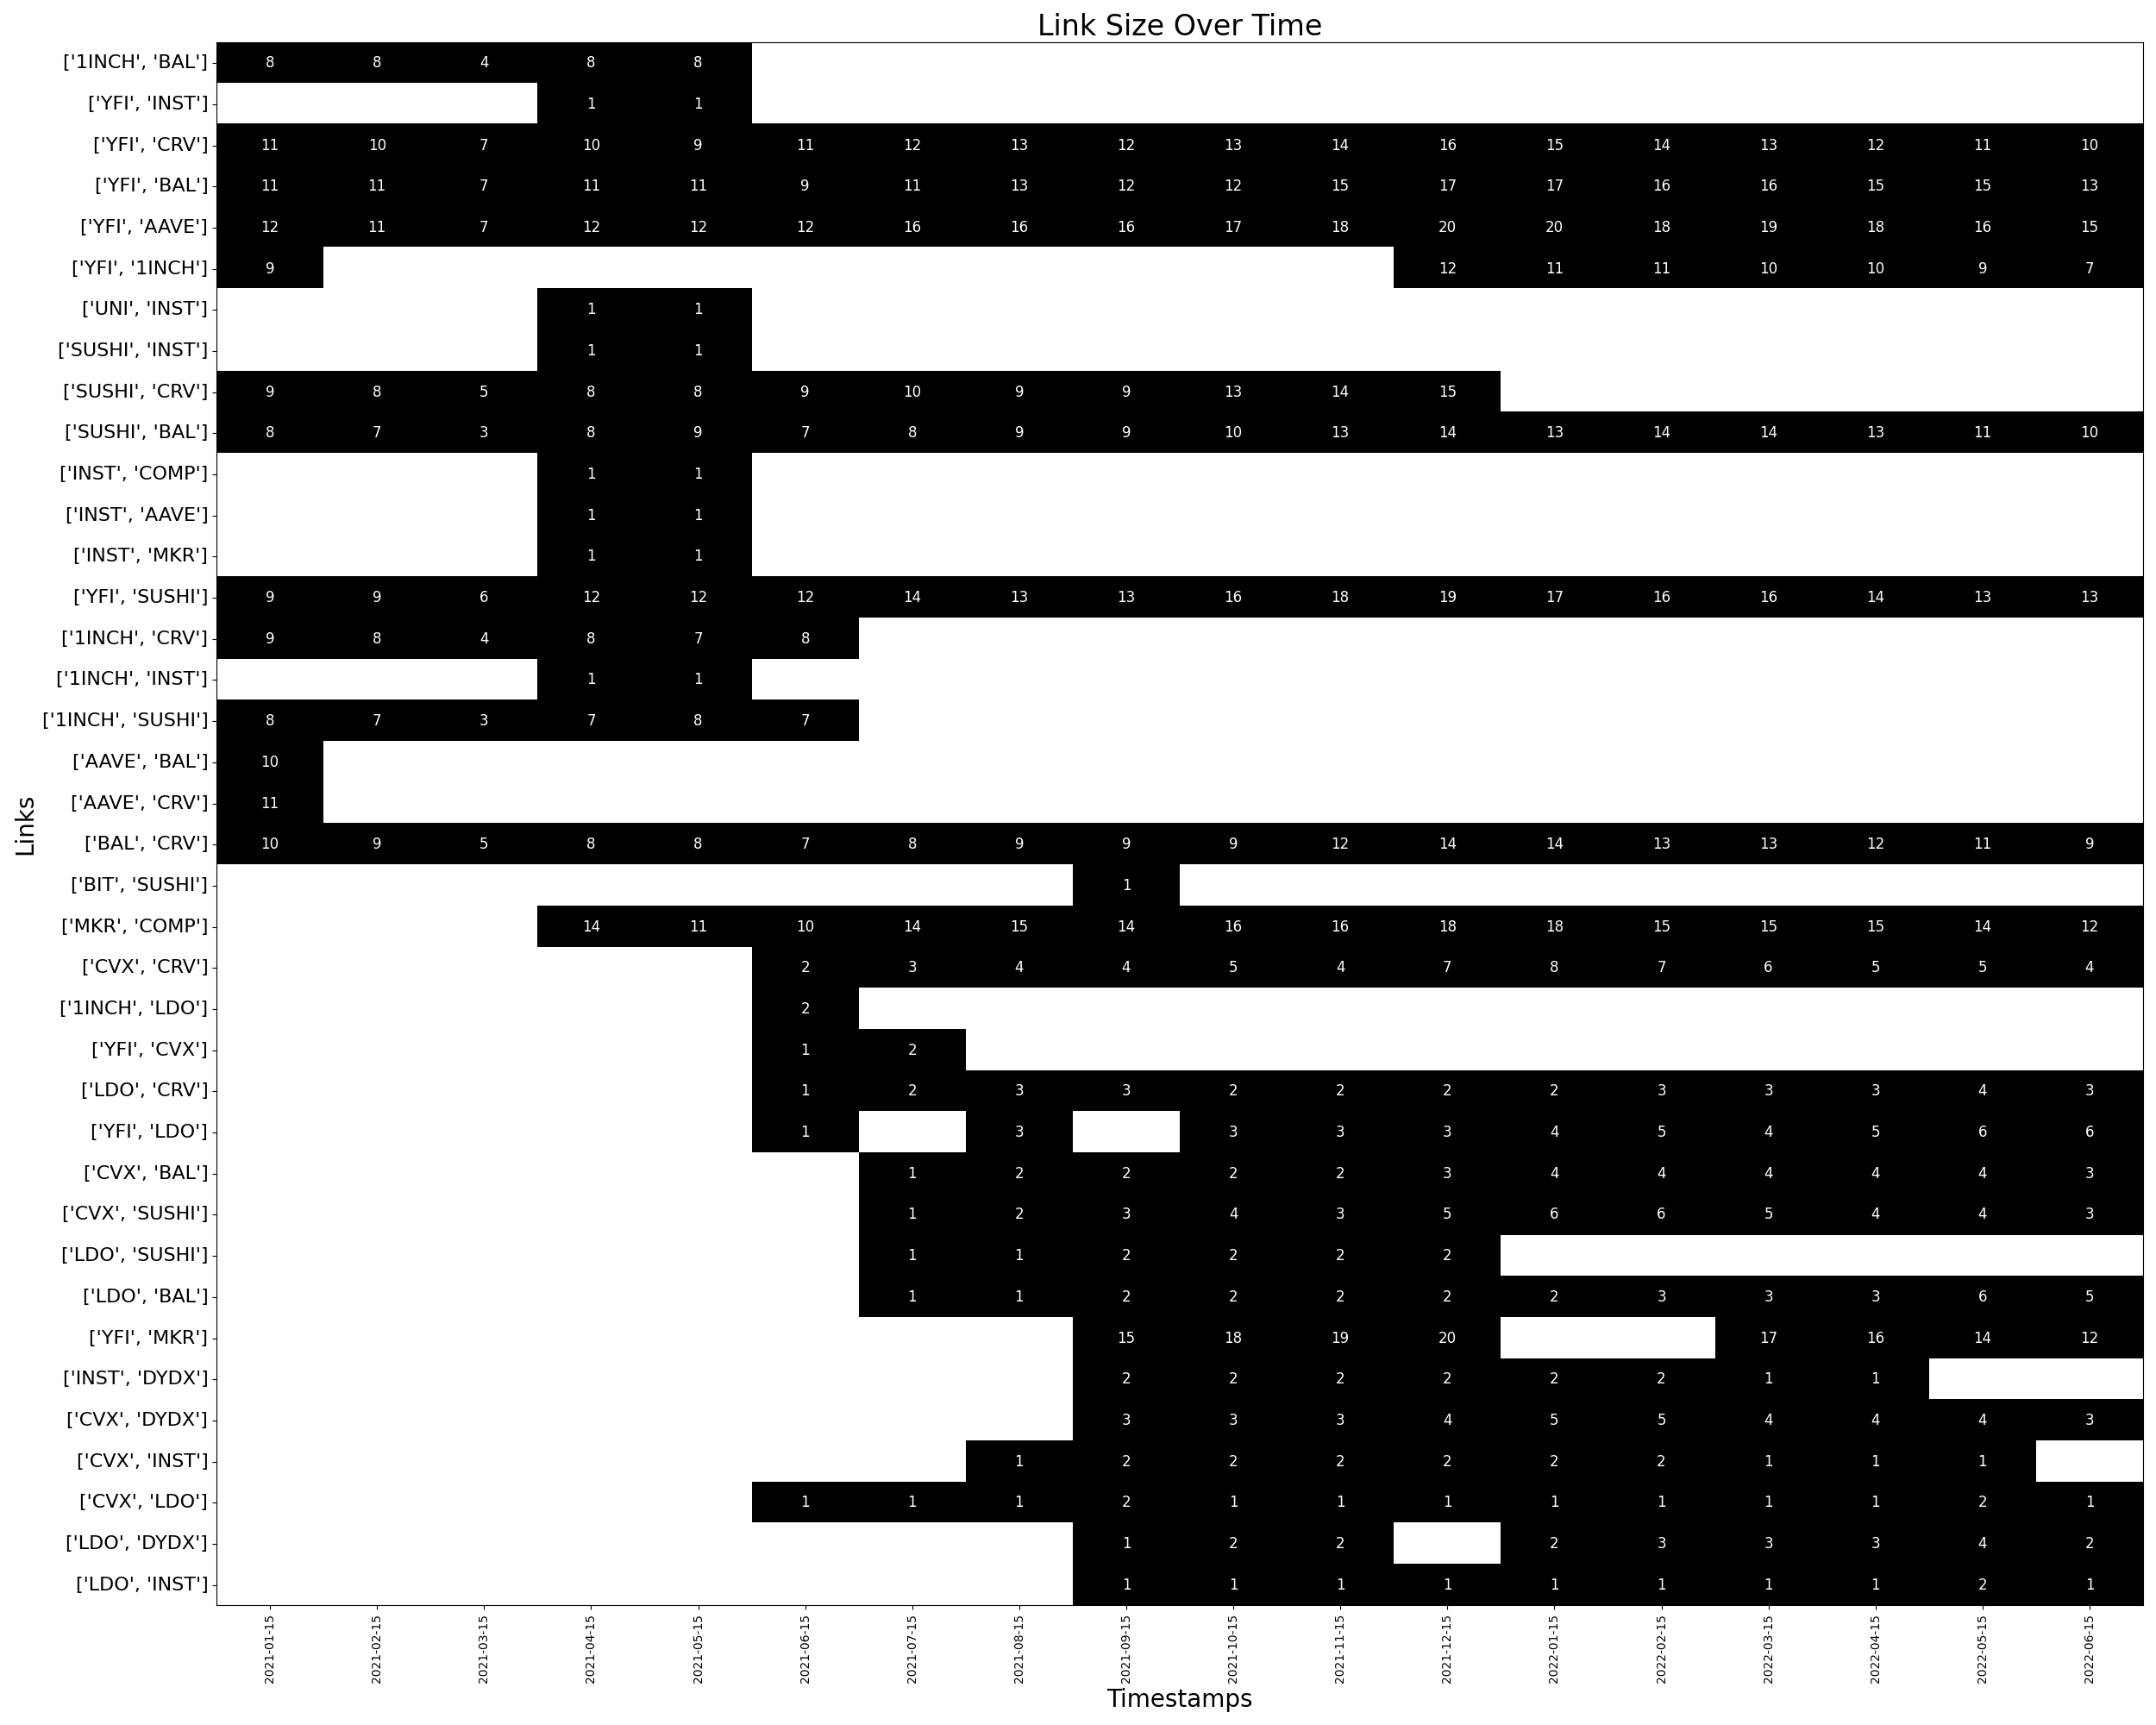 Link Size Over Time
['1INCH', 'BAL'] 8 8 4 8 8
['YFI', 'INST'] 1 1
['YFI', 'CRV'] 11 10 7 10 9 11 12 13 12 13 14 16 15 14 13 12 11 10
['YFI', 'BAL'] 11 11 7 11 11 9 11 13 12 12 15 17 17 16 16 15 15 13
['YFI', 'AAVE'] 12 11 7 12 12 12 16 16 16 17 18 20 20 18 19 18 16 15
['YFI', '1INCH'] 9 12 11 11 10 10 9 7
['UNI', 'INST'] 1 1
['SUSHI', 'INST'] 1 1
['SUSHI', 'CRV'] 9 8 5 8 8 9 10 9 9 13 14 15
['SUSHI', 'BAL'] 8 7 3 8 9 7 8 9 9 10 13 14 13 14 14 13 11 10
['INST', 'COMP'] 1 1
['INST', 'AAVE'] 1 1
['INST', 'MKR'] 1 1
['YFI', 'SUSHI'] 9 9 6 12 12 12 14 13 13 16 18 19 17 16 16 14 13 13
['1INCH', 'CRV'] 9 8 4 8 7 8
['1INCH', 'INST'] 1 1
['1INCH', 'SUSHI'] 8 7 3 7 8 7
['AAVE', 'BAL'] 10
['AAVE', 'CRV'] 11
['BAL', 'CRV'] 10 9 5 8 8 7 8 9 9 9 12 14 14 13 13 12 11 9
['BIT', 'SUSHI'] 1
['MKR', 'COMP'] 14 11 10 14 15 14 16 16 18 18 15 15 15 14 12
['CVX', 'CRV'] 2 3 4 4 5 4 7 8 7 6 5 5 4
['1INCH', 'LDO'] 2
['YFI', 'CVX'] 1 2
['LDO', 'CRV'] 1 2 3 3 2 2 2 2 3 3 3 4 3
['YFI', 'LDO'] 1 3 3 3 3 4 5 4 5 6 6
['CVX', 'BAL'] 1 2 2 2 2 3 4 4 4 4 4 3
['CVX', 'SUSHI'] 1 2 3 4 3 5 6 6 5 4 4 3
['LDO', 'SUSHI'] 1 1 2 2 2 2
['LDO', 'BAL'] 1 1 2 2 2 2 2 3 3 3 6 5
['YFI', 'MKR'] 15 18 19 20 17 16 14 12
['INST', 'DYDX'] 2 2 2 2 2 2 1 1
['CVX', 'DYDX'] 3 3 3 4 5 5 4 4 4 3
['CVX', 'INST'] 1 2 2 2 2 2 2 1 1 1
['CVX', 'LDO'] 1 1 1 2 1 1 1 1 1 1 1 2 1
['LDO', 'DYDX'] 1 2 2 2 3 3 3 4 2
['LDO', 'INST'] 1 1 1 1 1 1 1 1 2 1
Links
2021-01-15 2021-02-15 2021-03-15 2021-04-15 2021-05-15 2021-06-15 2021-07-15 2021-08-15 2021-09-15 2021-10-15 2021-11-15 2021-12-15 2022-01-15 2022-02-15 2022-03-15 2022-04-15 2022-05-15 2022-06-15
Timestamps